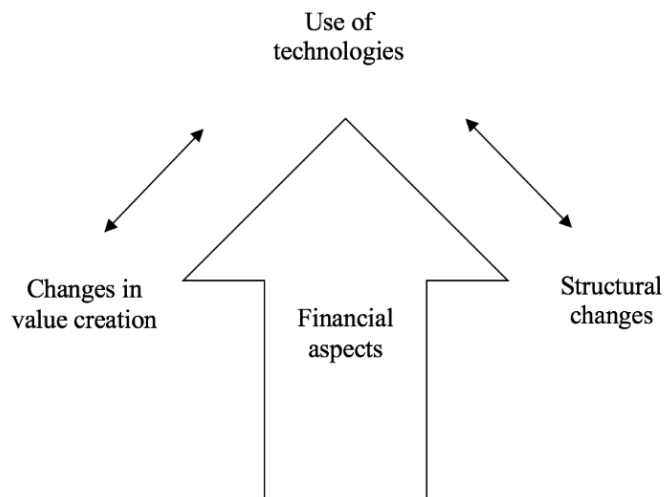 Use of
technologies
Changes in
value creation
Financial
aspects
Structural
changes